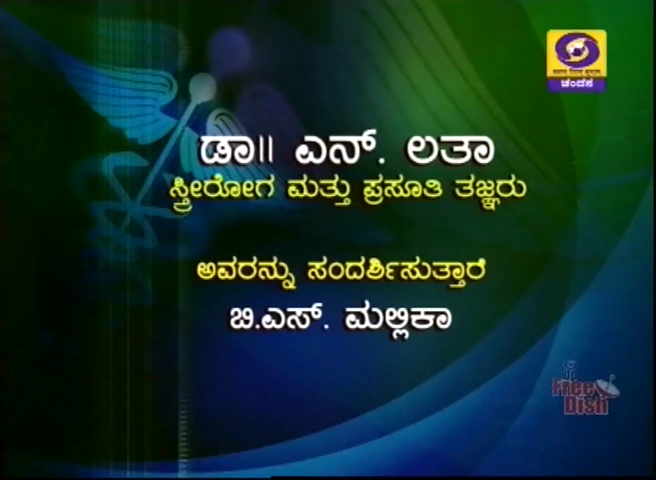 ಚಂದನ
ಡಾ॥ ಎನ್. ಲತಾ
ಸ್ತ್ರೀರೋಗ ಮತ್ತು ಪ್ರಸೂತಿ ತಜ್ಞರು
ಅವರನ್ನು ಸಂದರ್ಶಿಸುತ್ತಾರೆ
ಬಿ.ಎಸ್. ಮಲ್ಲಿಕಾ
Free
Dish